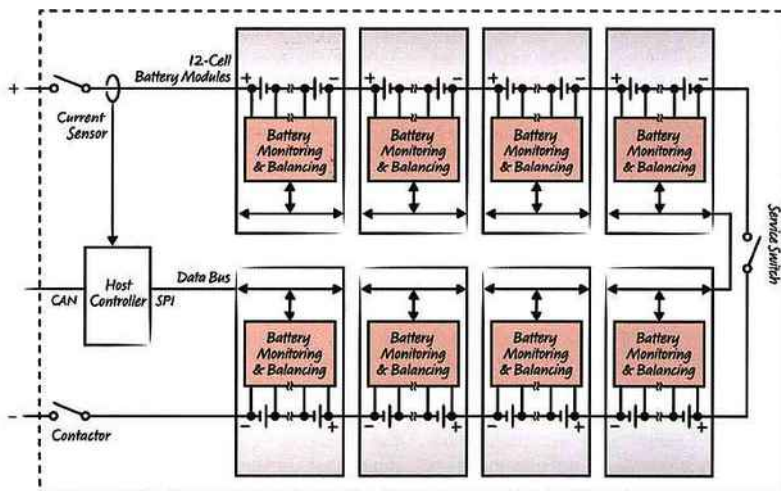 12-Cell
Battery Modules
+
Current
Sensor
+ -
+ -
+ -
+ -
Battery
Monitoring
& Balancing
Battery
Monitoring
& Balancing
Battery
Monitoring
& Balancing
Battery
Monitoring
& Balancing
Service Switch
Data Bus
Host
Controller
CAN
SPI
Battery
Monitoring
& Balancing
Battery
Monitoring
& Balancing
Battery
Monitoring
& Balancing
Battery
Monitoring
& Balancing
-
- +
- +
- +
- +
Contactor